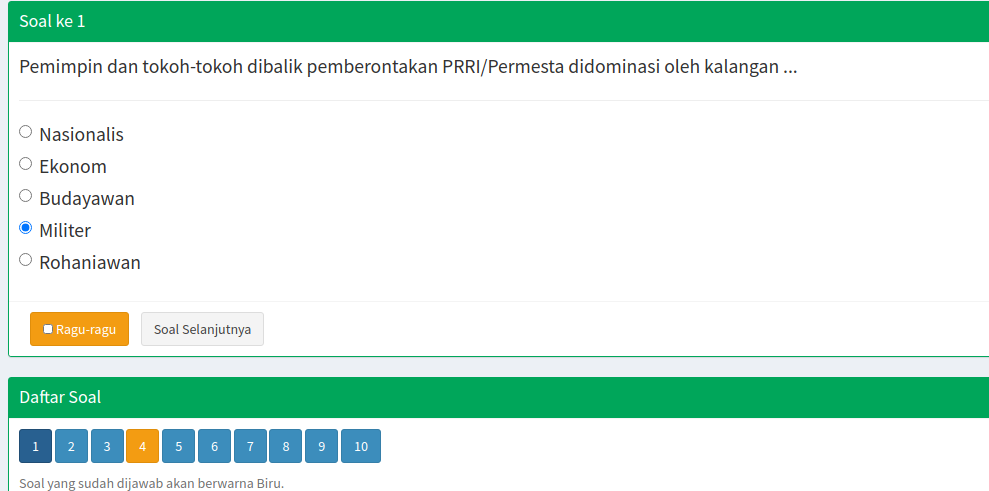 Soal ke 1
Pemimpin dan tokoh-tokoh dibalik pemberontakan PRRI/Permesta didominasi oleh kalangan ...
Nasionalis
Ekonom
Budayawan
Militer
Rohaniawan
Ragu-ragu Soal Selanjutnya
Daftar Soal
1 2 3 4 5 6 7 8 9 10
Soal yang sudah dijawab akan berwarna Biru.